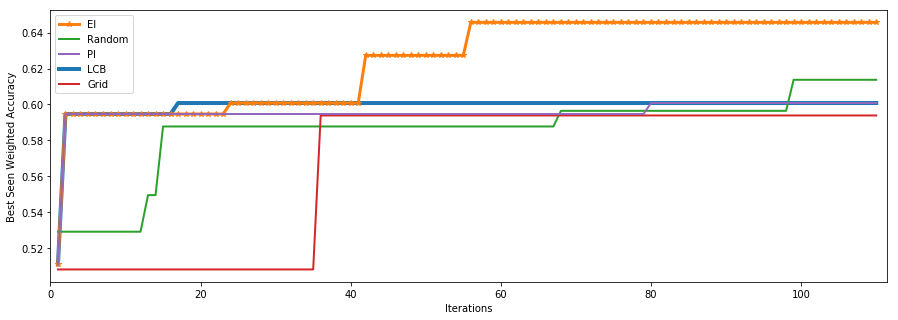 EI
Random
PI
LCB
Grid
Best Seen Weighted Accuracy
0.64
0.62
0.60
0.58
0.56
0.54
0.52
0
20
40
60
80
100
Iterations